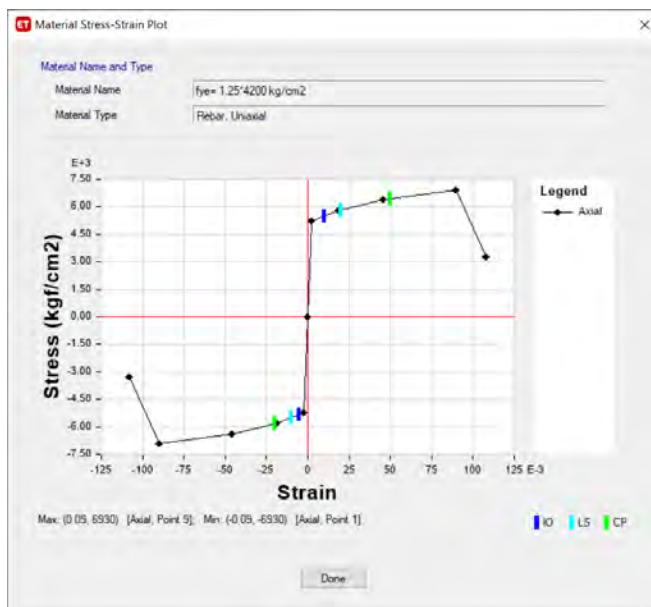 ET Material Stress-Strain Plot
Material Name and Type
Material Name fye= 1.25*4200 kg/cm2
Material Type Rebar, Uniaxial
E+3
7.50
6.00
4.50
3.00
1.50
0.00
-1.50
-3.00
-4.50
-6.00
-7.50
Stress (kgf/cm2)
-125 -100 -75 -50 -25 0 25 50 75 100 125 E-3
Strain
Legend
Axial
Max: (0.09, 6930) [Axial, Point 9]; Min: (-0.09, -6930) [Axial, Point 1]
IO LS CP
Done